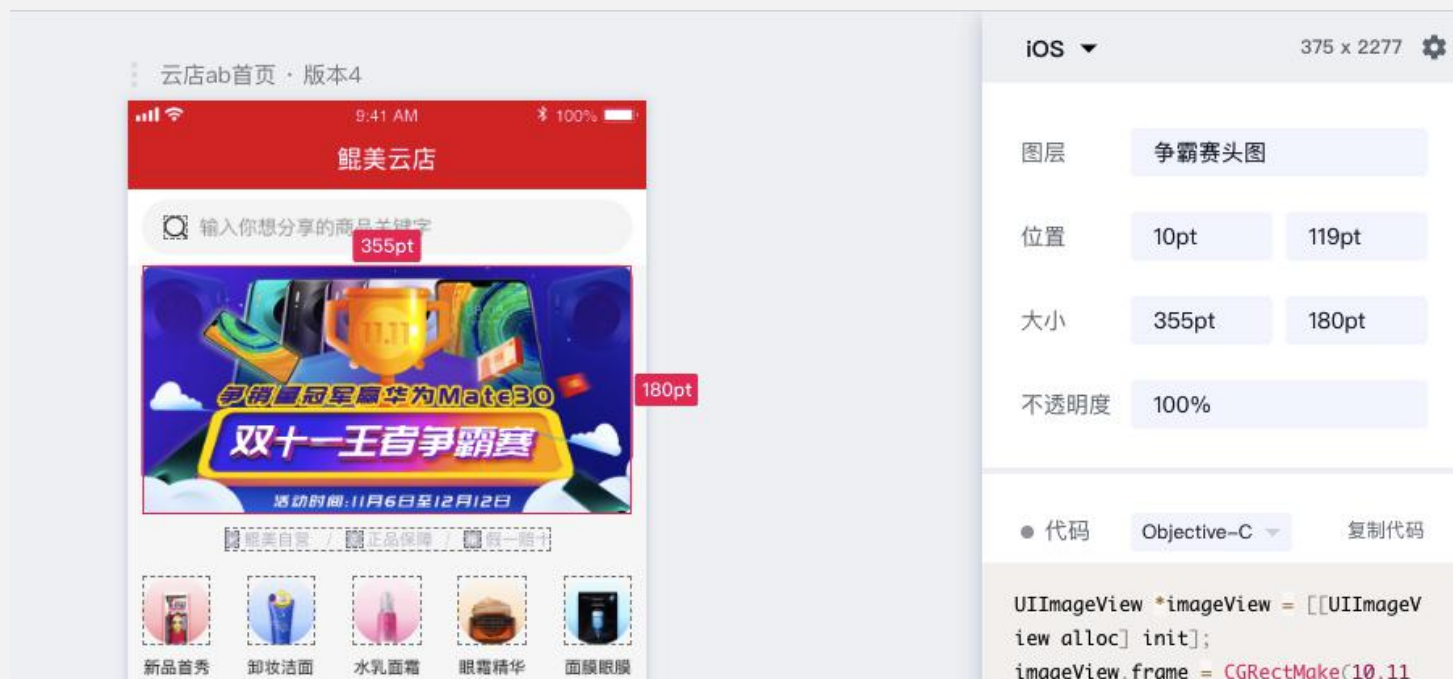 云店ab首页 · 版本4
9:41 AM
100%
鲲美云店
输入你想分享的商品关键字
355pt
11.11
争销量冠军赢华为Mate30
180pt
双十一王者争霸赛
活动时间:11月6日至12月12日
鲲美自营 / 正品保障 / 假一赔十
新品首秀 卸妆洁面 水乳面霜 眼霜精华 面膜眼膜
iOS 375 x 2277
图层 争霸赛头图
位置 10pt 119pt
大小 355pt 180pt
不透明度 100%
代码 Objective-C 复制代码
UIImageView *imageView = [[UIImageV
iew alloc] init];
imageView.frame = CGRectMake(10,11